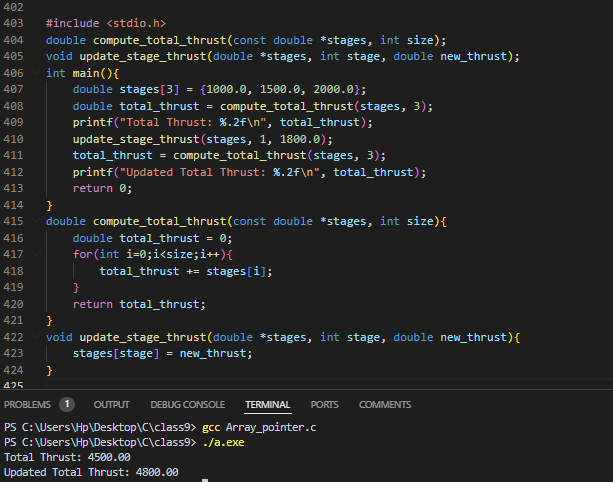 402
403 #include <stdio.h>
404 double compute_total_thrust(const double *stages, int size);
405 void update_stage_thrust(double *stages, int stage, double new_thrust);
406 int main(){
407     double stages[3] = {1000.0, 1500.0, 2000.0};
408     double total_thrust = compute_total_thrust(stages, 3);
409     printf("Total Thrust: %.2f\n", total_thrust);
410     update_stage_thrust(stages, 1, 1800.0);
411     total_thrust = compute_total_thrust(stages, 3);
412     printf("Updated Total Thrust: %.2f\n", total_thrust);
413     return 0;
414 }
415 double compute_total_thrust(const double *stages, int size){
416     double total_thrust = 0;
417     for(int i=0;i<size;i++){
418         total_thrust += stages[i];
419     }
420     return total_thrust;
421 }
422 void update_stage_thrust(double *stages, int stage, double new_thrust){
423     stages[stage] = new_thrust;
424 }
425
PROBLEMS 1 OUTPUT DEBUG CONSOLE TERMINAL PORTS COMMENTS
PS C:\Users\Hp\Desktop\C\class9> gcc Array_pointer.c
PS C:\Users\Hp\Desktop\C\class9> ./a.exe
Total Thrust: 4500.00
Updated Total Thrust: 4800.00